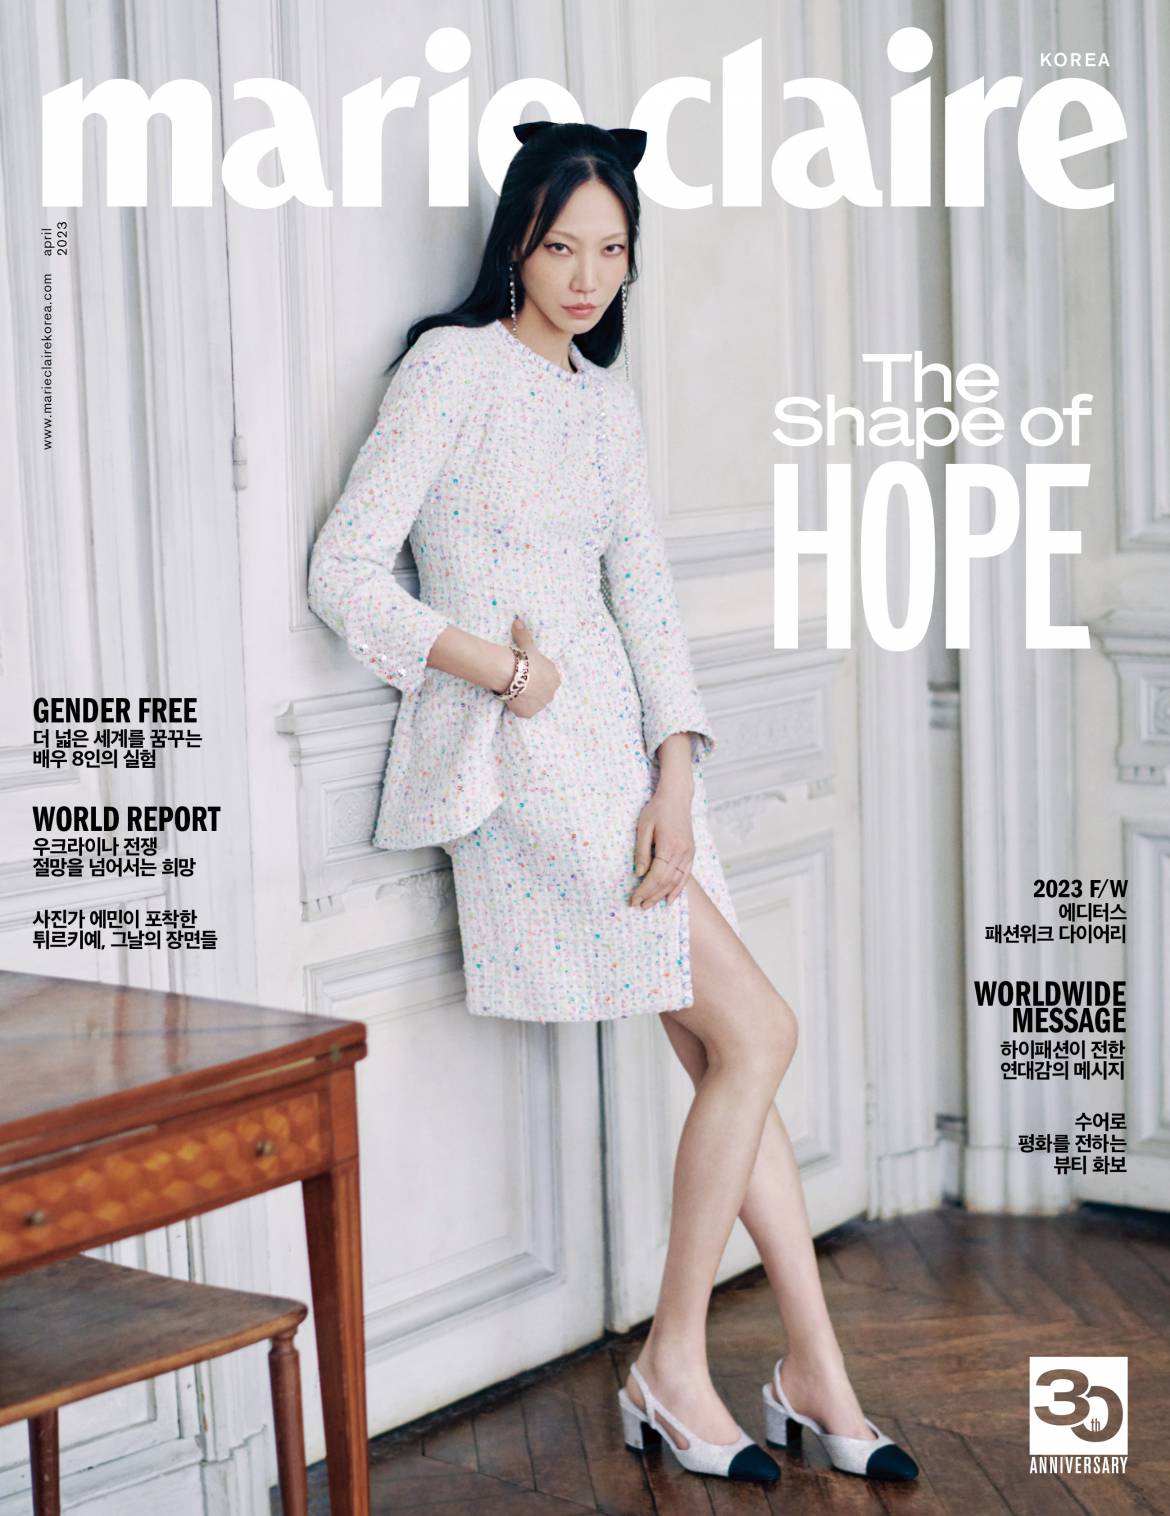 marie claire
KOREA
april
2023
www.marieclairekorea.com
The
Shape of
HOPE
GENDER FREE
더 넓은 세계를 꿈꾸는
배우 8인의 실험
WORLD REPORT
우크라이나 전쟁
절망을 넘어서는 희망
사진가 에민이 포착한
튀르키예, 그날의 장면들
2023 F/W
에디터스
패션위크 다이어리
WORLDWIDE
MESSAGE
하이패션이 전한
연대감의 메시지
수어로
평화를 전하는
뷰티 화보
30th
ANNIVERSARY